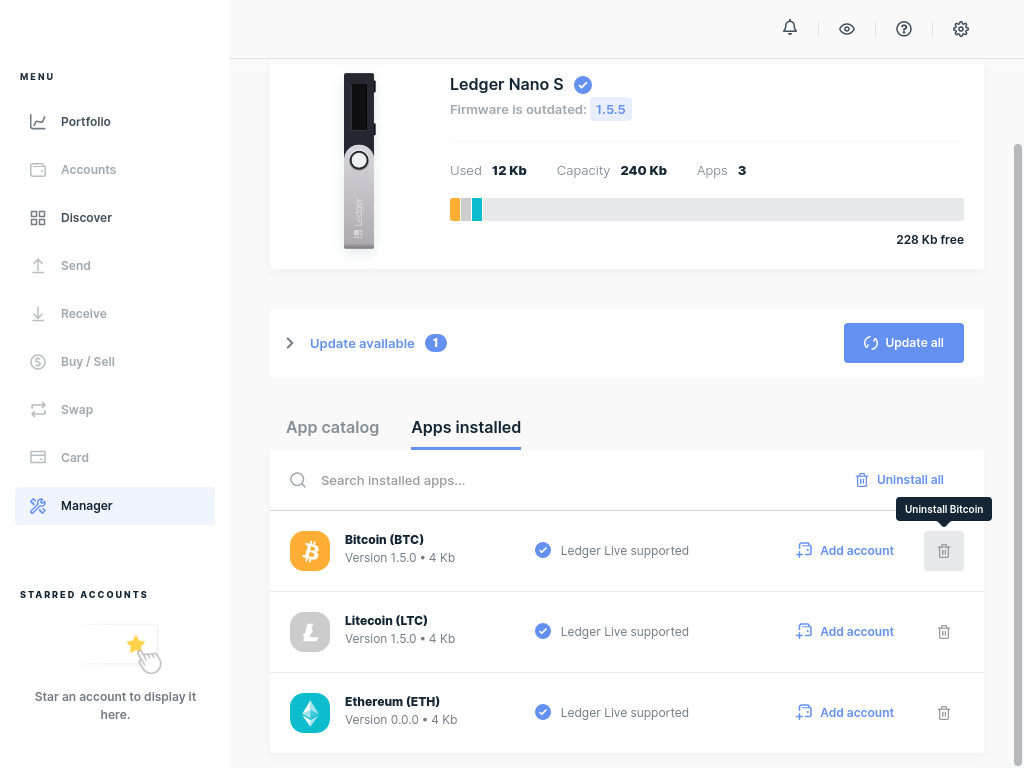 MENU
Portfolio
Accounts
Discover
Send
Receive
Buy / Sell
Swap
Card
Manager
STARRED ACCOUNTS
Star an account to display it
here.
Ledger Nano S
Firmware is outdated: 1.5.5
Used 12 Kb Capacity 240 Kb Apps 3
228 Kb free
Ledger
Update available 1
Update all
App catalog Apps installed
Search installed apps...
Uninstall all
Uninstall Bitcoin
Bitcoin (BTC)
Version 1.5.0 • 4 Kb
Ledger Live supported
Add account
Litecoin (LTC)
Version 1.5.0 • 4 Kb
Ledger Live supported
Add account
Ethereum (ETH)
Version 0.0.0 • 4 Kb
Ledger Live supported
Add account